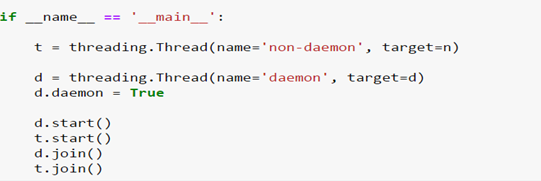 if __name__ == '__main__':
t = threading.Thread(name='non-daemon', target=n)
d = threading.Thread(name='daemon', target=d)
d.daemon = True
d.start()
t.start()
d.join()
t.join()